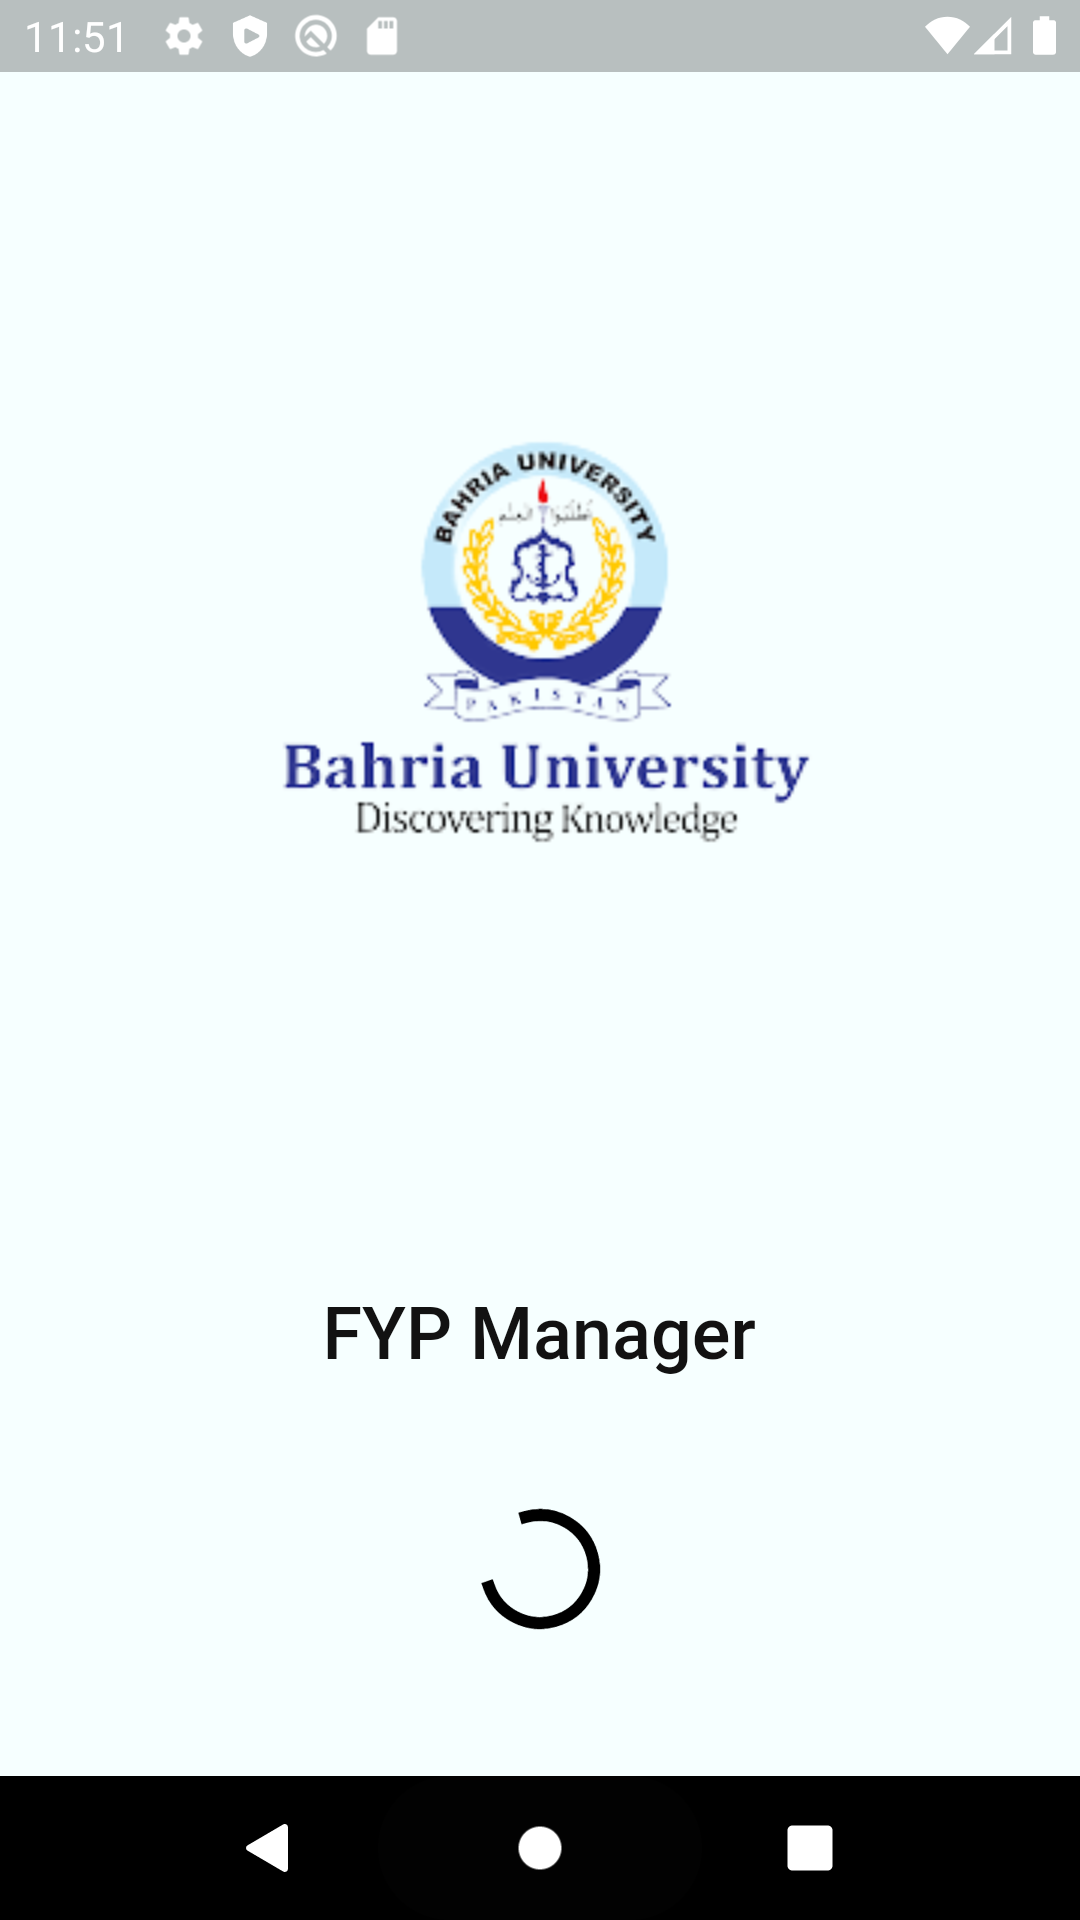 11:51
BAHRIA UNIVERSITY
PAKISTAN
Bahria University
Discovering Knowledge
FYP Manager